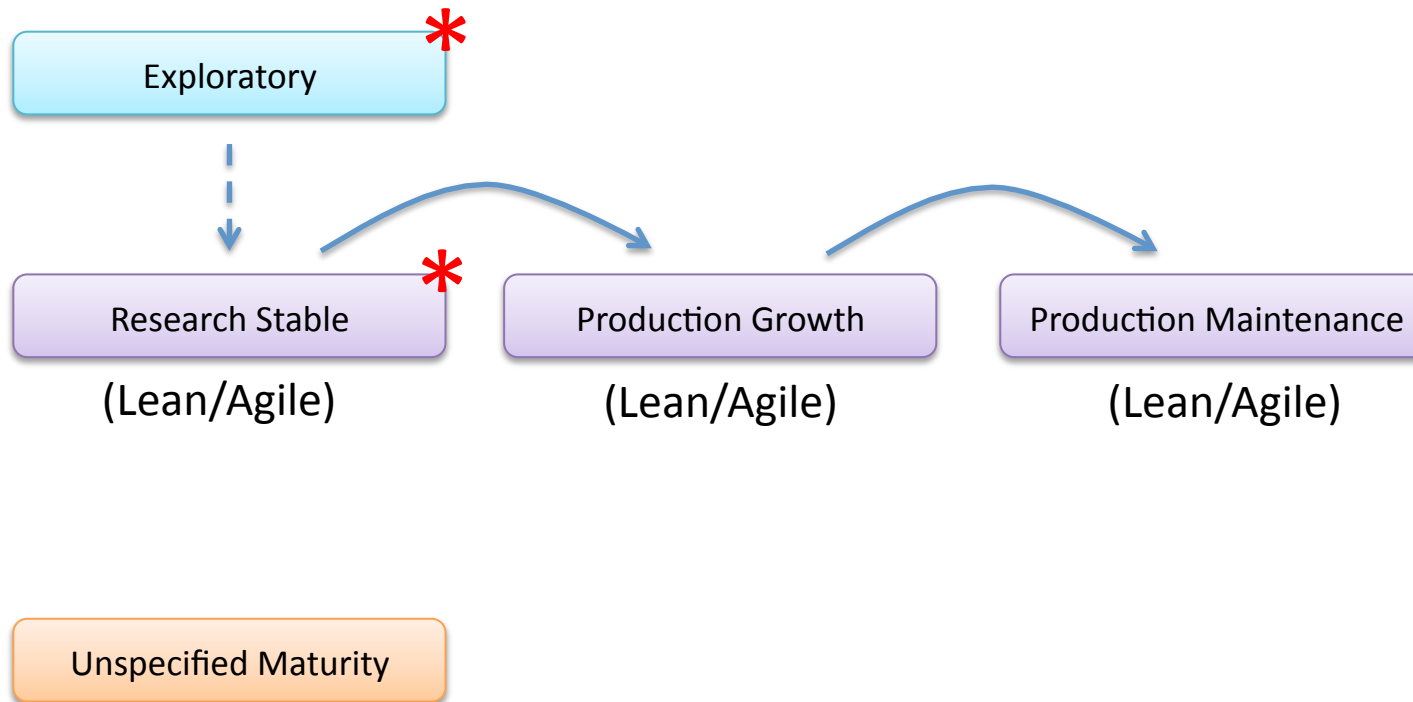 Exploratory
*
*
Research Stable
Production Growth
Production Maintenance
(Lean/Agile)
(Lean/Agile)
(Lean/Agile)
Unspecified Maturity